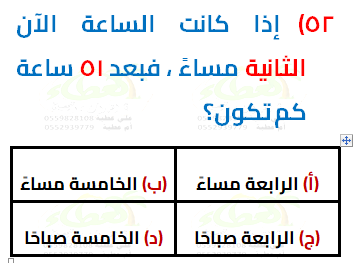 ٥٢) إذا كانت الساعة الآن
الثانية مساءً ، فبعد ٥١ ساعة
كم تكون؟
(أ) الرابعة مساءً (ب) الخامسة مساءً
(ج) الرابعة صباحًا (د) الخامسة صباحًا